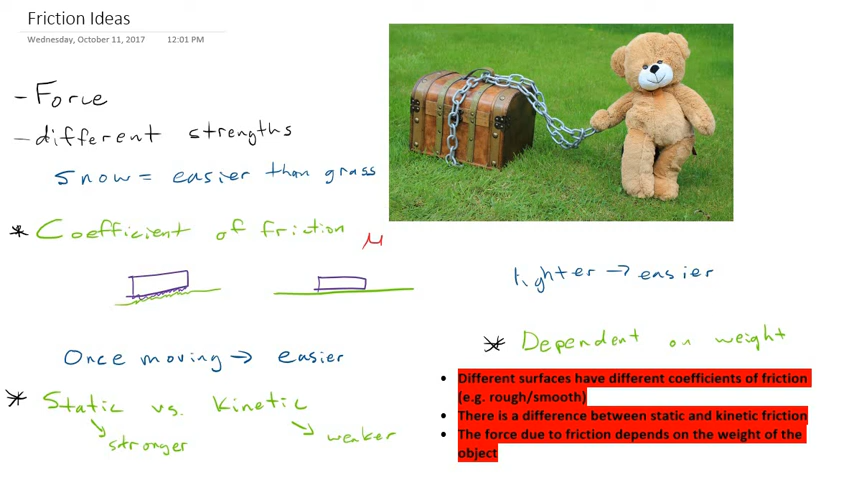 Friction Ideas
Wednesday, October 11, 2017 12:01 PM
- Force
- different strengths
snow = easier than grass
* Coefficient of friction μ
lighter → easier
* Dependent on weight
Once moving → easier
* Static vs. Kinetic
stronger
weaker
• Different surfaces have different coefficients of friction
(e.g. rough/smooth)
• There is a difference between static and kinetic friction
• The force due to friction depends on the weight of the
object